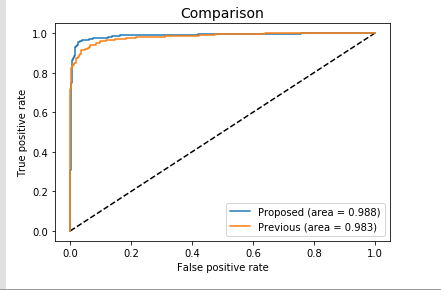 Comparison
1.0
0.8
0.6
0.4
0.2
0.0
True positive rate
Proposed (area = 0.988)
Previous (area = 0.983)
0.0 0.2 0.4 0.6 0.8 1.0
False positive rate